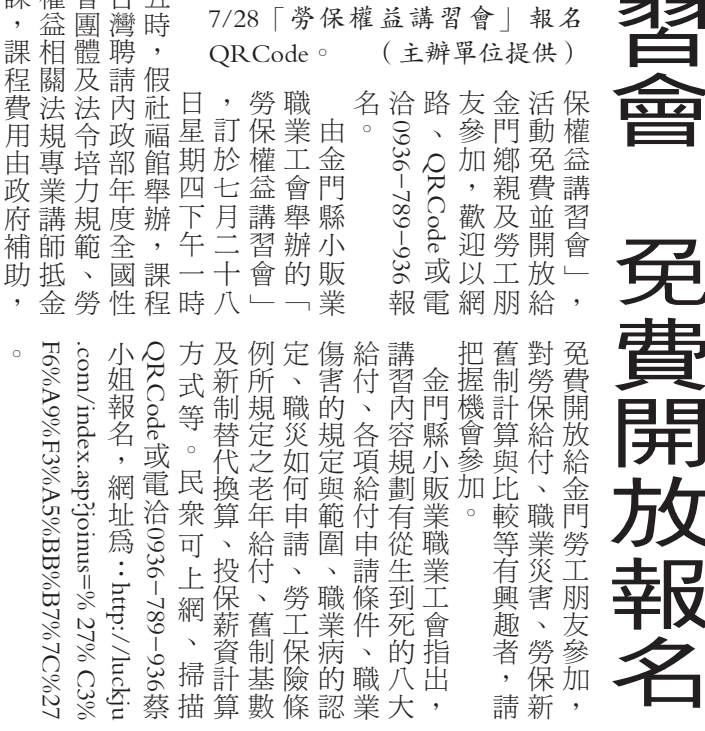 習會　免費開放報名
7/28「勞保權益講習會」報名
QRCode。　（主辦單位提供）
保權益講習會」，
活動免費並開放給
金門鄉親及勞工朋
友參加，歡迎以網
路、QRCode或電
洽0936-789-936報
名。
由金門縣小販業
職業工會舉辦的「
勞保權益講習會」
，訂於七月二十八
日星期四下午一時
五時，假社福館舉辦，課程
台灣聘請內政部年度全國性
會團體及法令培力規範、勞
權益相關法規專業講師抵金
課，課程費用由政府補助，
免費開放給金門勞工朋友參加，
對勞保給付、職業災害、勞保新
舊制計算與比較等有興趣者，請
把握機會參加。
金門縣小販業職業工會指出，
講習內容規劃有從生到死的八大
給付、各項給付申請條件、職業
傷害的規定與範圍、職業病的認
定、職災如何申請、勞工保險條
例所規定之老年給付、舊制基數
及新制替代換算、投保薪資計算
方式等。民眾可上網、掃描
QRCode或電洽0936-789-936蔡
小姐報名，網址為：http://luckju
.com/index.asp?joinus=% 27% C3%
F6%A9%F3%A5%BB%B7%7C%27
。